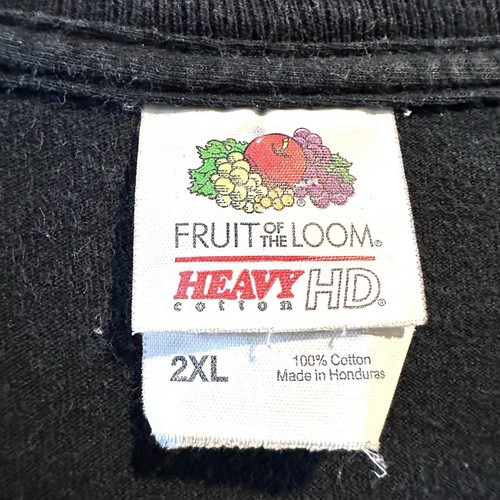 ®
FRUIT OF THE LOOM®
HEAVY HD®
cotton
2XL
100% Cotton
Made in Honduras